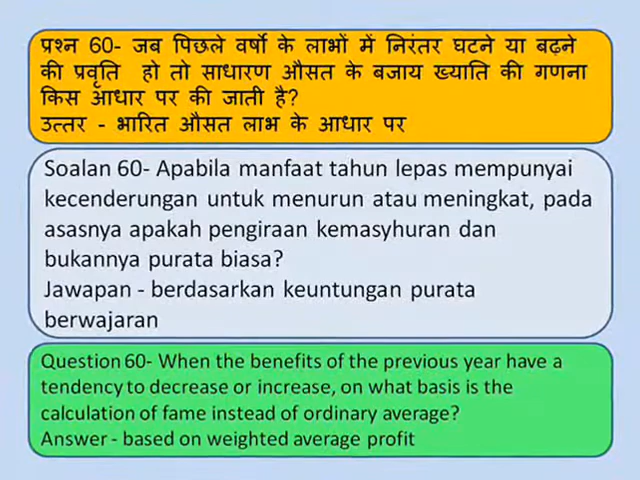 प्रश्न 60- जब पिछले वर्षो के लाभों में निरंतर घटने या बढ़ने
की प्रवृति हो तो साधारण औसत के बजाय ख्याति की गणना
किस आधार पर की जाती है?
उत्तर - भारित औसत लाभ के आधार पर
Soalan 60- Apabila manfaat tahun lepas mempunyai
kecenderungan untuk menurun atau meningkat, pada
asasnya apakah pengiraan kemasyhuran dan
bukannya purata biasa?
Jawapan - berdasarkan keuntungan purata
berwajaran
Question 60- When the benefits of the previous year have a
tendency to decrease or increase, on what basis is the
calculation of fame instead of ordinary average?
Answer - based on weighted average profit